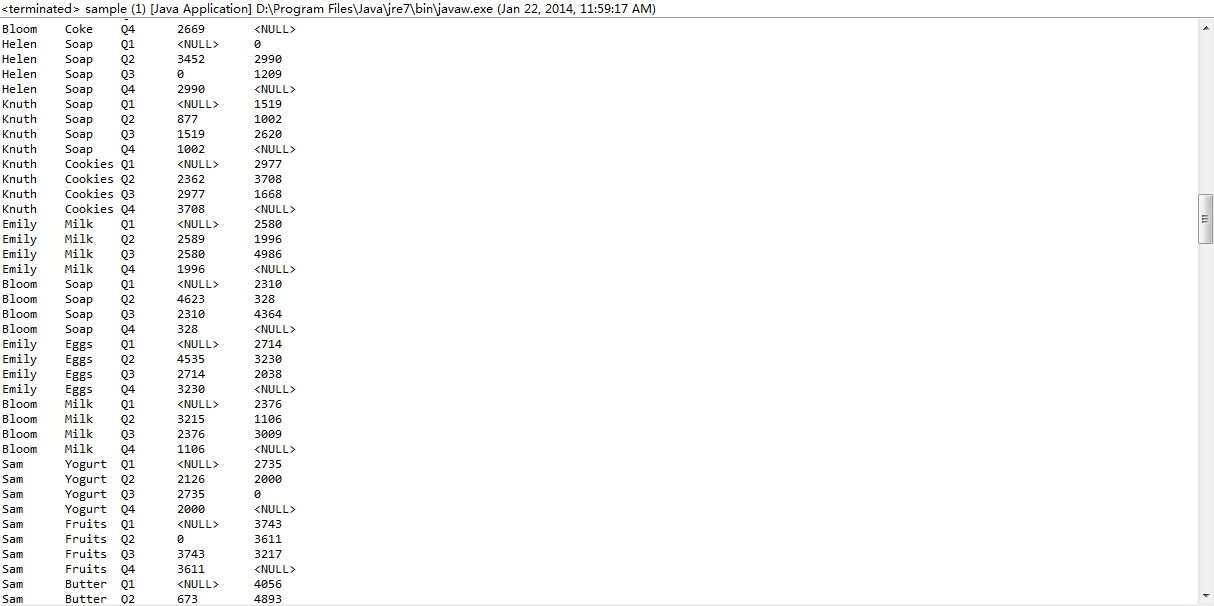 <terminated> sample (1) [Java Application] D:\Program Files\Java\jre7\bin\javaw.exe (Jan 22, 2014, 11:59:17 AM)
Bloom Coke Q4 2669 <NULL>
Helen Soap Q1 <NULL> 0
Helen Soap Q2 3452 2990
Helen Soap Q3 0 1209
Helen Soap Q4 2990 <NULL>
Knuth Soap Q1 <NULL> 1519
Knuth Soap Q2 877 1002
Knuth Soap Q3 1519 2620
Knuth Soap Q4 1002 <NULL>
Knuth Cookies Q1 <NULL> 2977
Knuth Cookies Q2 2362 3708
Knuth Cookies Q3 2977 1668
Knuth Cookies Q4 3708 <NULL>
Emily Milk Q1 <NULL> 2580
Emily Milk Q2 2589 1996
Emily Milk Q3 2580 4986
Emily Milk Q4 1996 <NULL>
Bloom Soap Q1 <NULL> 2310
Bloom Soap Q2 4623 328
Bloom Soap Q3 2310 4364
Bloom Soap Q4 328 <NULL>
Emily Eggs Q1 <NULL> 2714
Emily Eggs Q2 4535 3230
Emily Eggs Q3 2714 2038
Emily Eggs Q4 3230 <NULL>
Bloom Milk Q1 <NULL> 2376
Bloom Milk Q2 3215 1106
Bloom Milk Q3 2376 3009
Bloom Milk Q4 1106 <NULL>
Sam Yogurt Q1 <NULL> 2735
Sam Yogurt Q2 2126 2000
Sam Yogurt Q3 2735 0
Sam Yogurt Q4 2000 <NULL>
Sam Fruits Q1 <NULL> 3743
Sam Fruits Q2 0 3611
Sam Fruits Q3 3743 3217
Sam Fruits Q4 3611 <NULL>
Sam Butter Q1 <NULL> 4056
Sam Butter Q2 673 4893